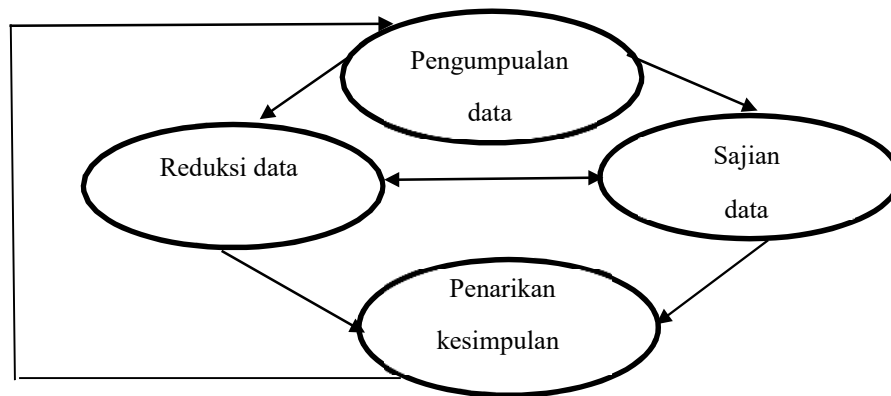 Pengumpualan
data
Reduksi data
Sajian
data
Penarikan
kesimpulan